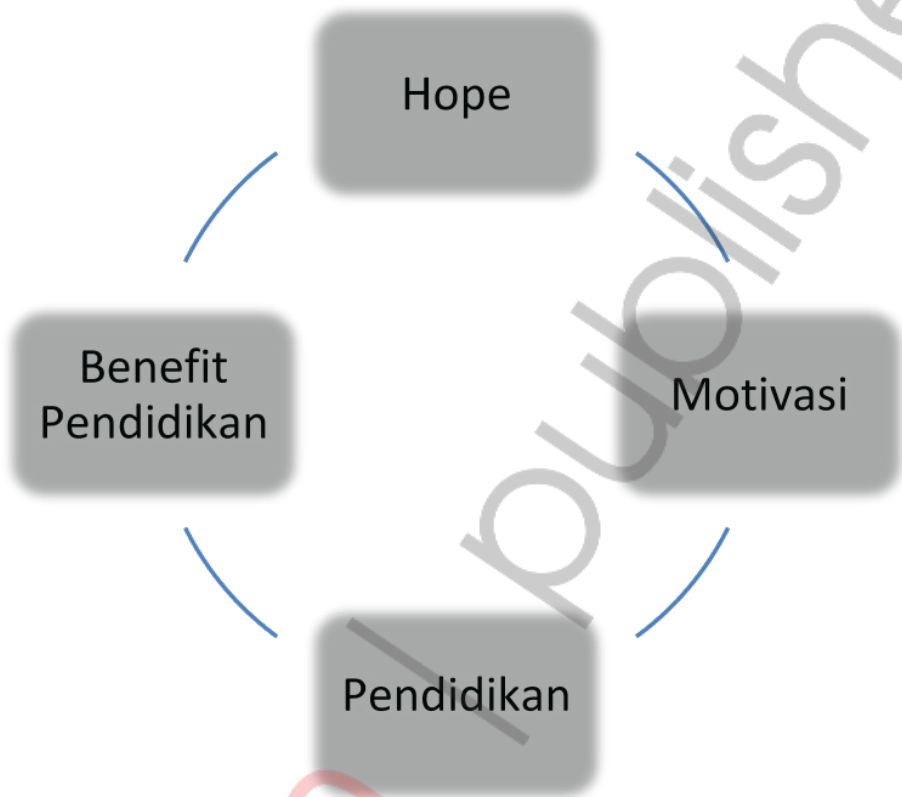 Hope
Motivasi
Pendidikan
Benefit
Pendidikan
publishe